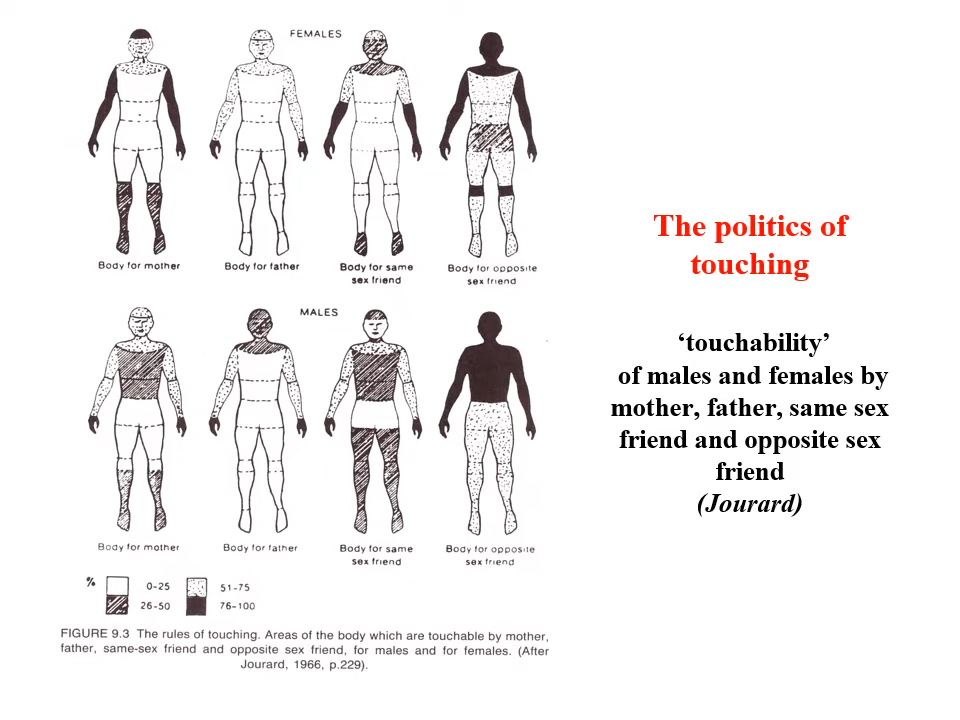 FEMALES
Body for mother
Body for father
Body for same
sex friend
Body for opposite
sex friend
MALES
Body for mother
Body for father
Body for same
sex friend
Body for opposite
sex friend
% 0-25 51-75
26-50 76-100
FIGURE 9.3 The rules of touching. Areas of the body which are touchable by mother,
father, same-sex friend and opposite sex friend, for males and for females. (After
Jourard, 1966, p.229).
The politics of
touching
‘touchability’
of males and females by
mother, father, same sex
friend and opposite sex
friend
(Jourard)